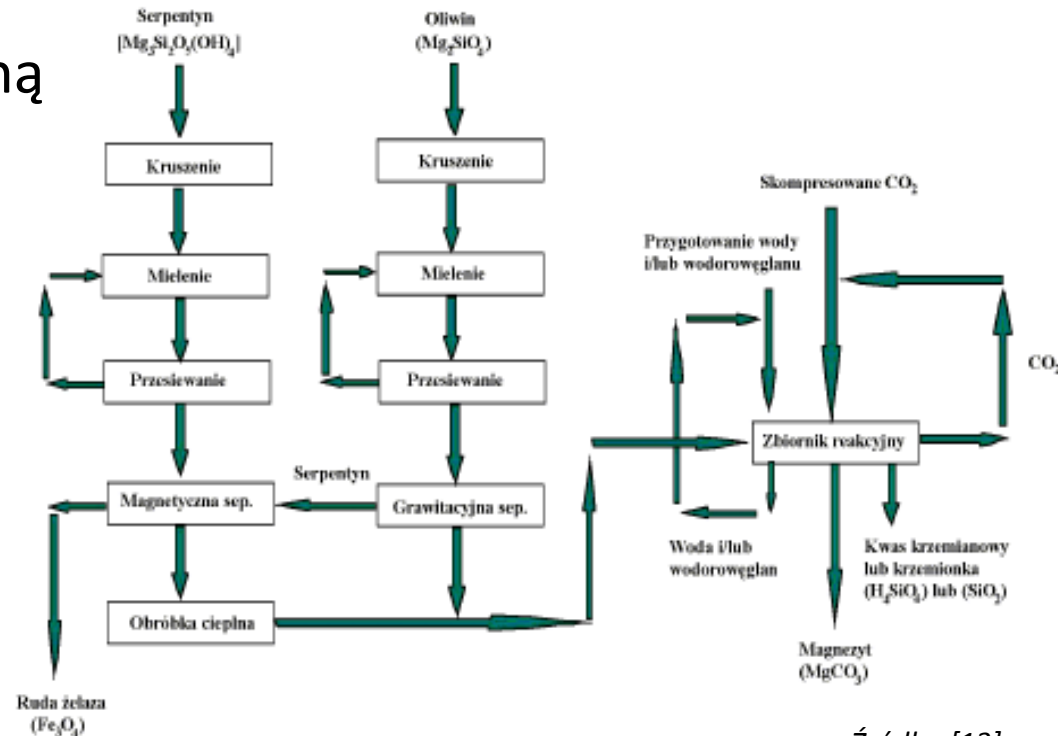 ną
Serpentyn
[Mg₃Si₂O₅(OH)₄]
Oliwin
(Mg₂SiO₄)
Kruszenie
Kruszenie
Mielenie
Mielenie
Przesiewanie
Przesiewanie
Serpentyn
Magnetyczna sep.
Grawitacyjna sep.
Obróbka cieplna
Ruda żelaza
(Fe₃O₄)
Skompresowane CO₂
Przygotowanie wody
i/lub wodorowęglanu
CO₂
Zbiornik reakcyjny
Woda i/lub
wodorowęglan
Kwas krzemianowy
lub krzemionka
(H₄SiO₄) lub (SiO₂)
Magnezyt
(MgCO₃)